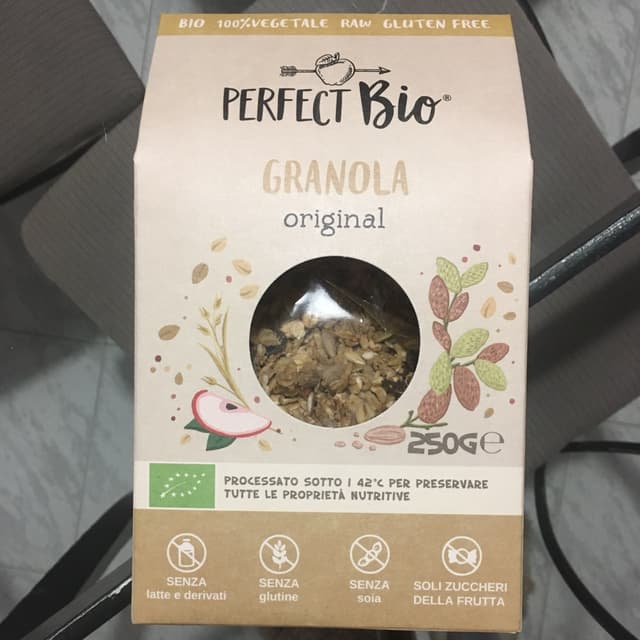 BIO 100%VEGETALE RAW GLUTEN FREE
PERFECT Bio®
GRANOLA
original
250G e
PROCESSATO SOTTO I 42°C PER PRESERVARE
TUTTE LE PROPRIETÀ NUTRITIVE
SENZA
latte e derivati
SENZA
glutine
SENZA
soia
SOLI ZUCCHERI
DELLA FRUTTA